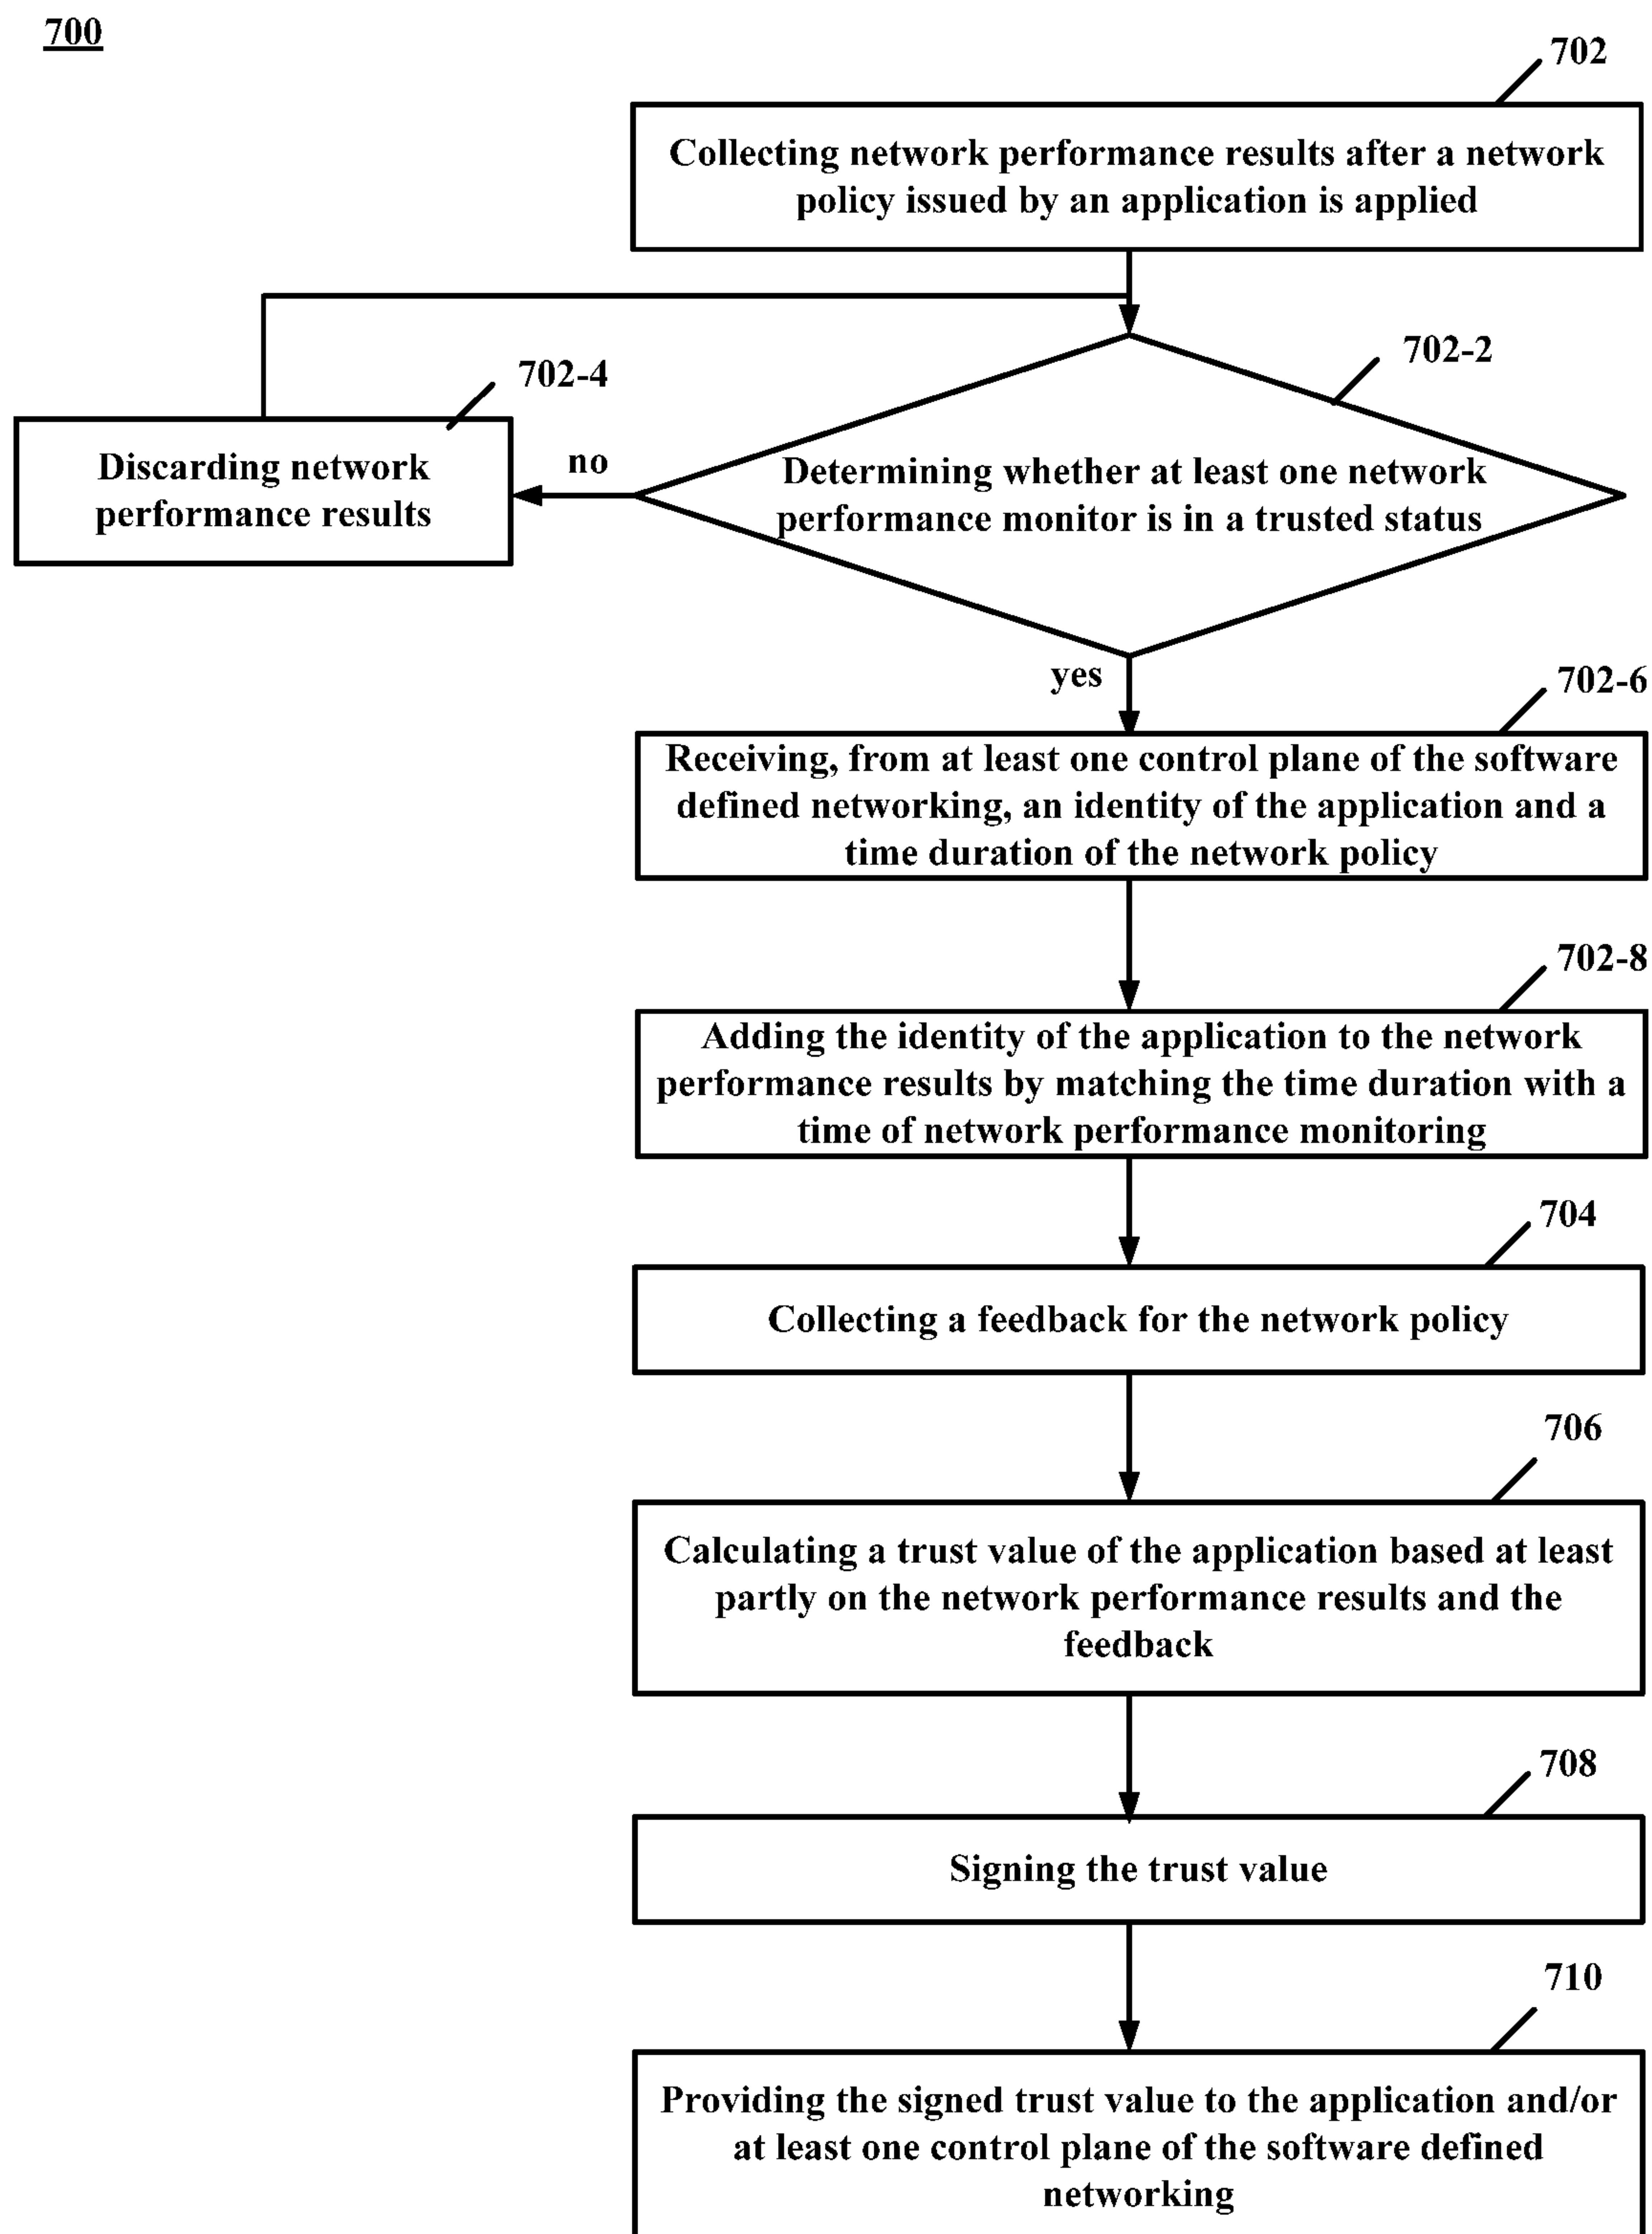 700
702
Collecting network performance results after a network
policy issued by an application is applied
702-2
702-4
Discarding network
performance results
no
Determining whether at least one network
performance monitor is in a trusted status
yes
702-6
Receiving, from at least one control plane of the software
defined networking, an identity of the application and a
time duration of the network policy
702-8
Adding the identity of the application to the network
performance results by matching the time duration with a
time of network performance monitoring
704
Collecting a feedback for the network policy
706
Calculating a trust value of the application based at least
partly on the network performance results and the
feedback
708
Signing the trust value
710
Providing the signed trust value to the application and/or
at least one control plane of the software defined
networking